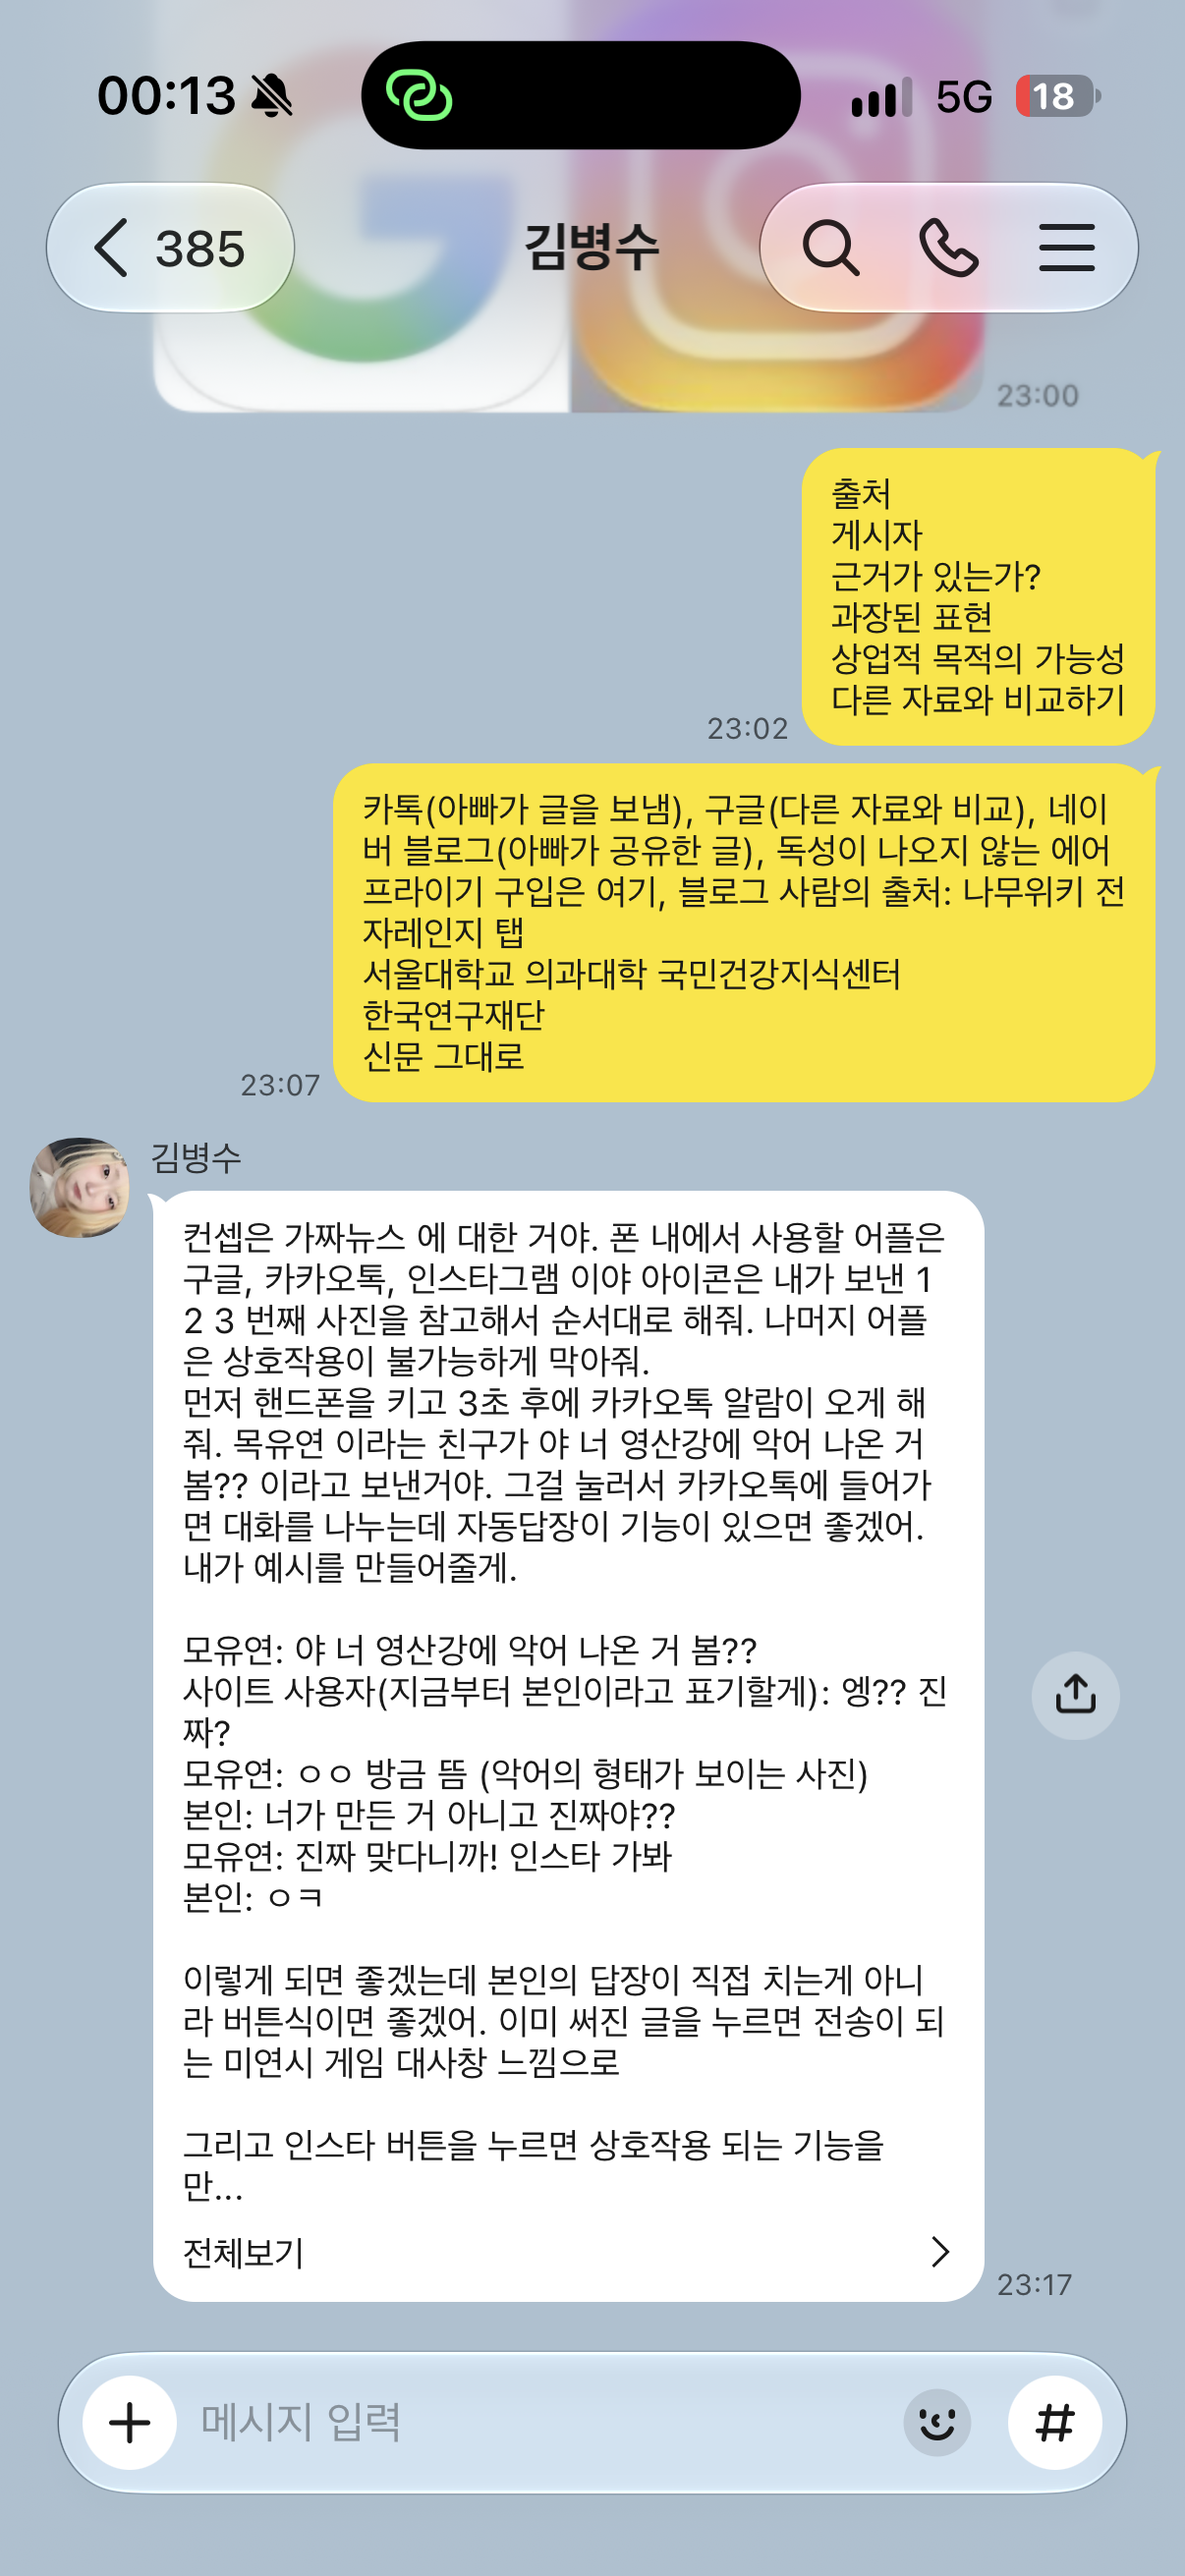 00:13
5G
18
385
김병수
23:00
출처
게시자
근거가 있는가?
과장된 표현
상업적 목적의 가능성
다른 자료와 비교하기
23:02
카톡(아빠가 글을 보냄), 구글(다른 자료와 비교), 네이
버 블로그(아빠가 공유한 글), 독성이 나오지 않는 에어
프라이기 구입은 여기, 블로그 사람의 출처: 나무위키 전
자레인지 탭
서울대학교 의과대학 국민건강지식센터
한국연구재단
신문 그대로
23:07
김병수
컨셉은 가짜뉴스 에 대한 거야. 폰 내에서 사용할 어플은
구글, 카카오톡, 인스타그램 이야 아이콘은 내가 보낸 1
2 3 번째 사진을 참고해서 순서대로 해줘. 나머지 어플
은 상호작용이 불가능하게 막아줘.
먼저 핸드폰을 키고 3초 후에 카카오톡 알람이 오게 해
줘. 목유연 이라는 친구가 야 너 영산강에 악어 나온 거
봄?? 이라고 보낸거야. 그걸 눌러서 카카오톡에 들어가
면 대화를 나누는데 자동답장이 기능이 있으면 좋겠어.
내가 예시를 만들어줄게.
모유연: 야 너 영산강에 악어 나온 거 봄??
사이트 사용자(지금부터 본인이라고 표기할게): 엥?? 진
짜?
모유연: ㅇㅇ 방금 뜸 (악어의 형태가 보이는 사진)
본인: 너가 만든 거 아니고 진짜야??
모유연: 진짜 맞다니까! 인스타 가봐
본인: ㅇㅋ
이렇게 되면 좋겠는데 본인의 답장이 직접 치는게 아니
라 버튼식이면 좋겠어. 이미 써진 글을 누르면 전송이 되
는 미연시 게임 대사창 느낌으로
그리고 인스타 버튼을 누르면 상호작용 되는 기능을
만...
전체보기
23:17
메시지 입력